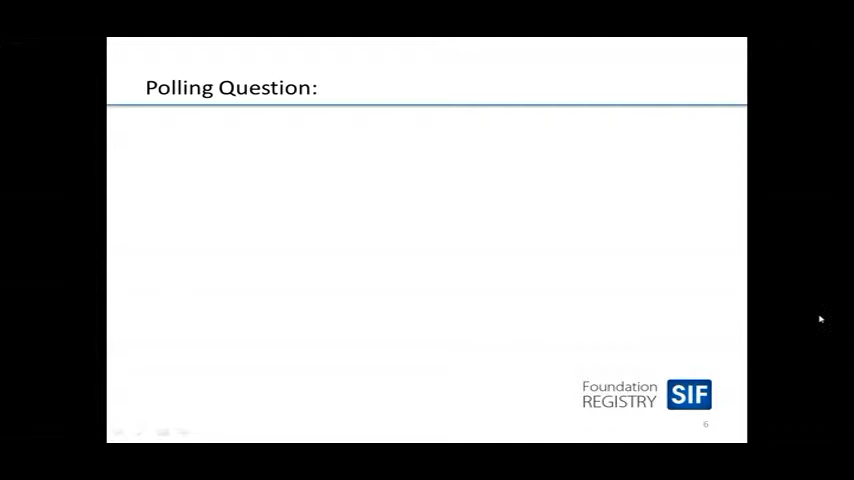 Polling Question:
Foundation
REGISTRY
SIF
6